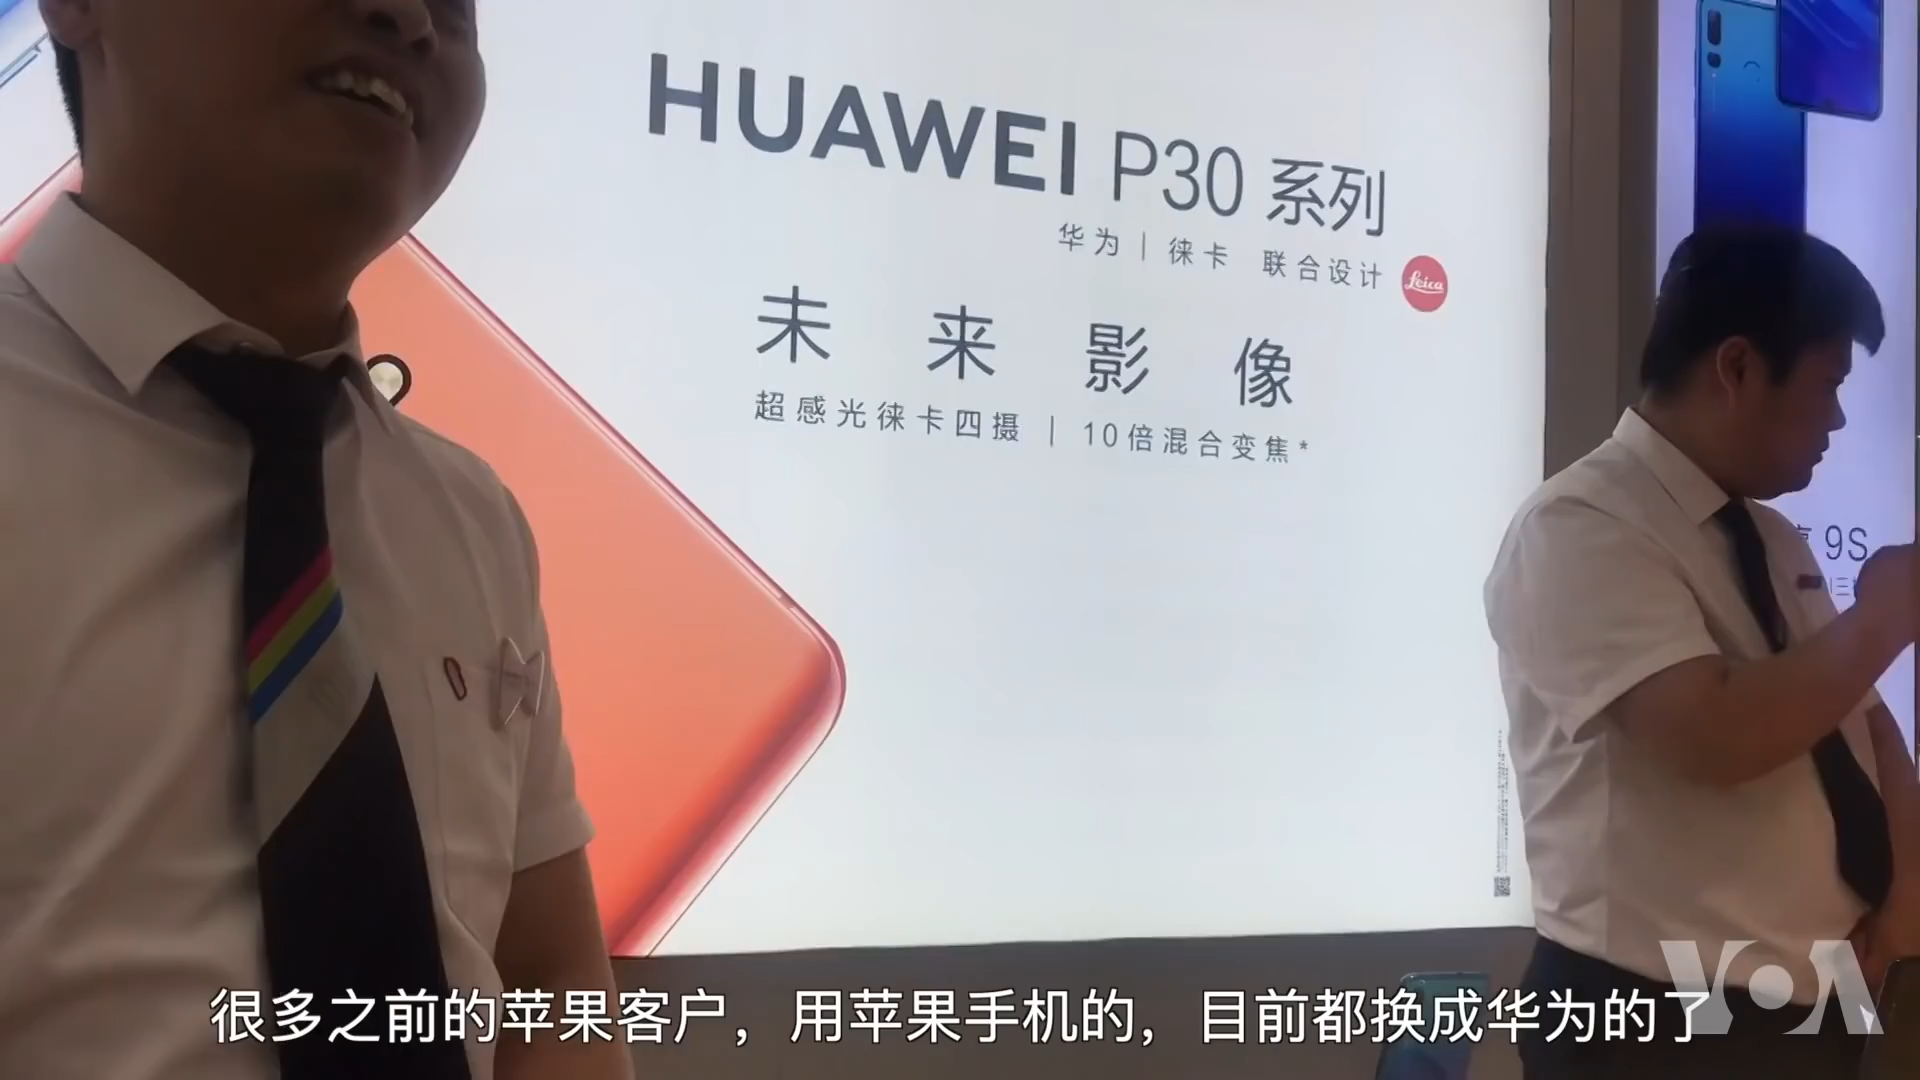 HUAWEI P30 系列
华为 | 徕卡 联合设计
Leica
未来影像
超感光徕卡四摄 | 10倍混合变焦*
9S
很多之前的苹果客户，用苹果手机的，目前都换成华为的了
VOA